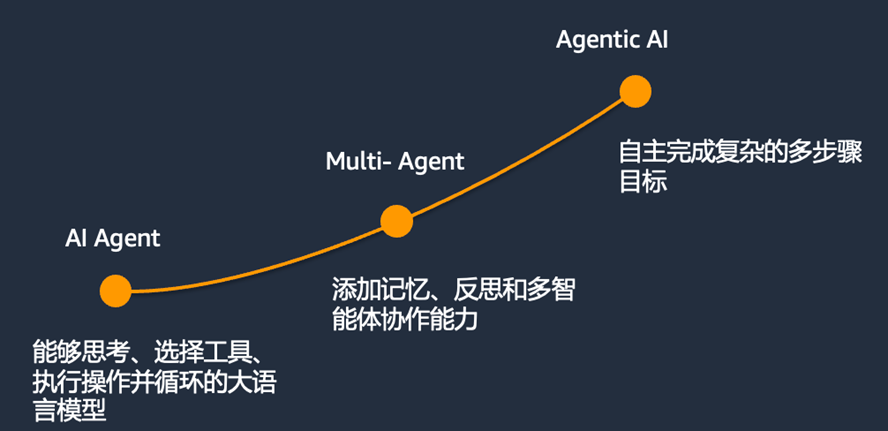 Agentic AI
自主完成复杂的多步骤
目标
Multi- Agent
添加记忆、反思和多智
能体协作能力
AI Agent
能够思考、选择工具、
执行操作并循环的大语
言模型